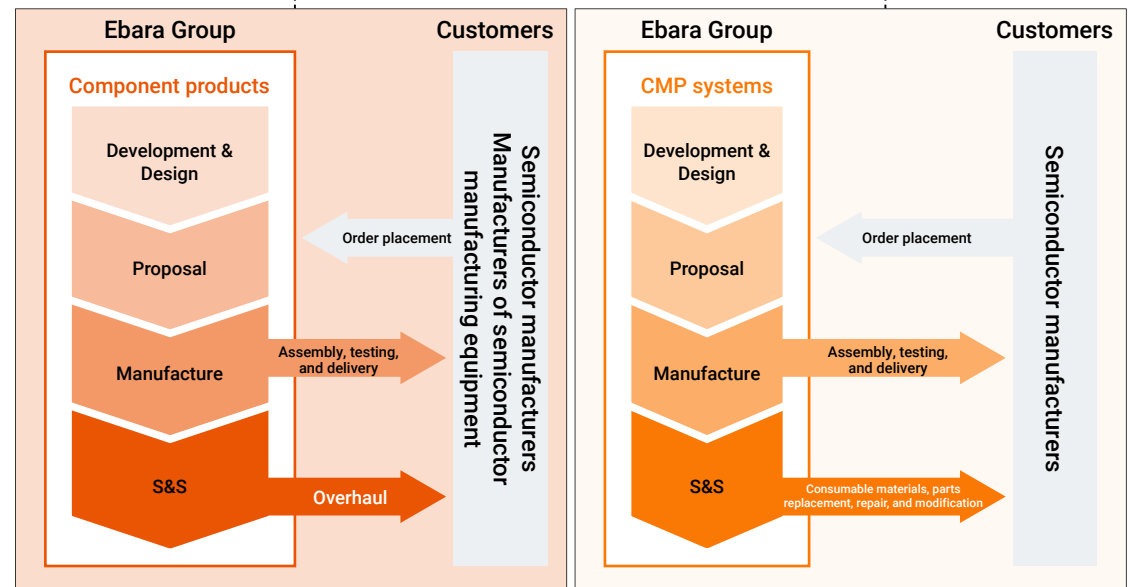 Ebara Group
Customers
Component products
Development &
Design
Proposal
Manufacture
S&S
Order placement
Assembly, testing,
and delivery
Overhaul
Semiconductor manufacturers
Manufacturers of semiconductor
manufacturing equipment
Ebara Group
Customers
CMP systems
Development &
Design
Proposal
Manufacture
S&S
Order placement
Assembly, testing,
and delivery
Consumable materials, parts
replacement, repair, and modification
Semiconductor manufacturers